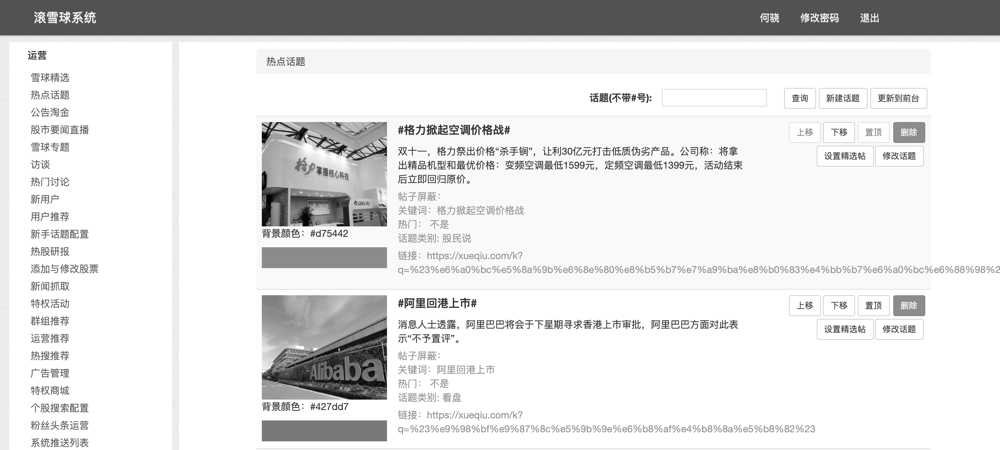 滚雪球系统
何骁
修改密码
退出
运营
雪球精选
热点话题
公告淘金
股市要闻直播
雪球专题
访谈
热门讨论
新用户
用户推荐
新手话题配置
热股研报
添加与修改股票
新闻抓取
特权活动
群组推荐
运营推荐
热搜推荐
广告管理
特权商城
个股搜索配置
粉丝头条运营
系统推送列表
热点话题
话题(不带#号):
查询
新建话题
更新到前台
格力 掌握核心科技
背景颜色：#d75442
#格力掀起空调价格战#
双十一，格力祭出价格“杀手锏”，让利30亿元打击低质伪劣产品。公司称：将拿
出精品机型和最优价格：变频空调最低1599元，定频空调最低1399元，活动结束
后立即回归原价。
帖子屏蔽：
关键词：格力掀起空调价格战
热门： 不是
话题类别: 股民说
链接：https://xueqiu.com/k?
q=%23%e6%a0%bc%e5%8a%9b%e6%8e%80%e8%b5%b7%e7%a9%ba%e8%b0%83%e4%bb%b7%e6%a0%bc%e6%88%98%2
上移
下移
置顶
删除
设置精选帖
修改话题
Alibaba
背景颜色：#427dd7
#阿里回港上市#
消息人士透露，阿里巴巴将会于下星期寻求香港上市审批，阿里巴巴方面对此表
示“不予置评”。
帖子屏蔽：
关键词：阿里回港上市
热门： 不是
话题类别: 看盘
链接：https://xueqiu.com/k?
q=%23%e9%98%bf%e9%87%8c%e5%9b%9e%e6%b8%af%e4%b8%8a%e5%b8%82%23
上移
下移
置顶
删除
设置精选帖
修改话题